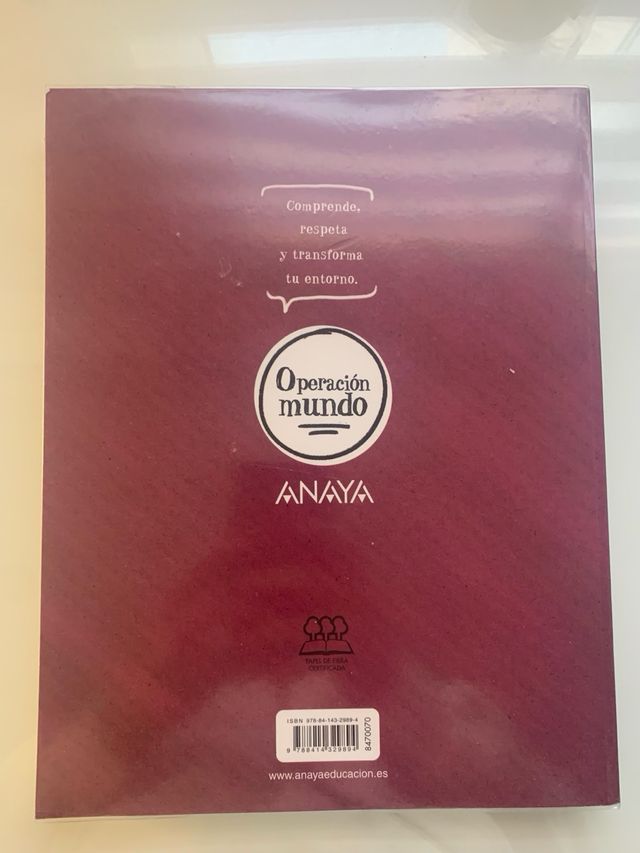 Comprende,
respeta
y transforma
tu entorno.
Operación
mundo
ANAYA
PAPEL DE FIBRA
CERTIFICADA
ISBN 978-84-143-2989-4
9 788414 329894
8470070
www.anayaeducacion.es